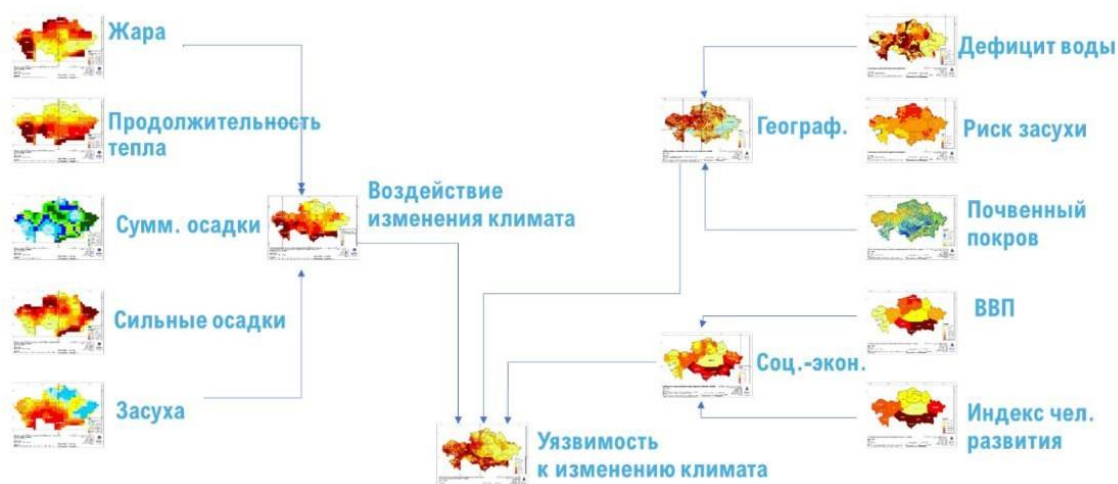 Жара
Продолжительность
тепла
Сумм. осадки
Сильные осадки
Засуха
Воздействие
изменения климата
Географ.
Соц.-экон.
Уязвимость
к изменению климата
Дефицит воды
Риск засухи
Почвенный
покров
ВВП
Индекс чел.
развития